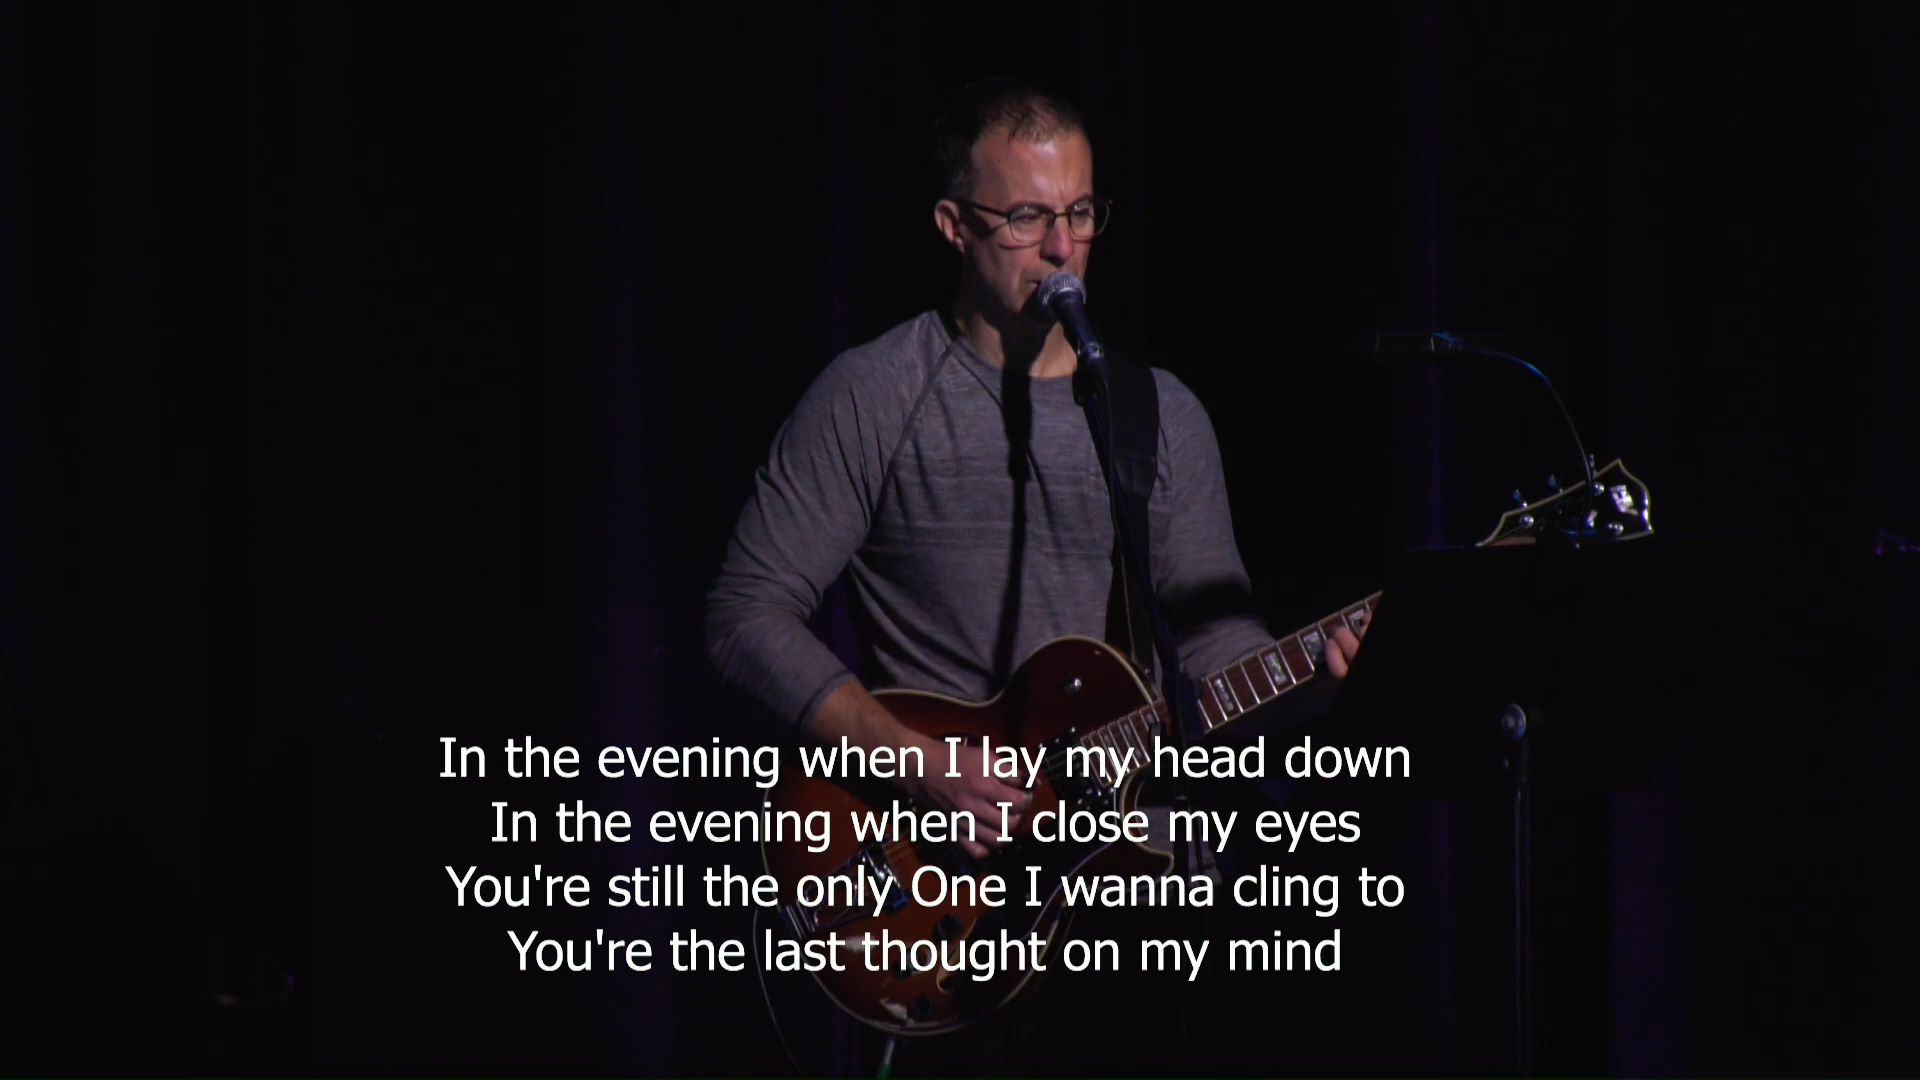 In the evening when I lay my head down
In the evening when I close my eyes
You're still the only One I wanna cling to
You're the last thought on my mind